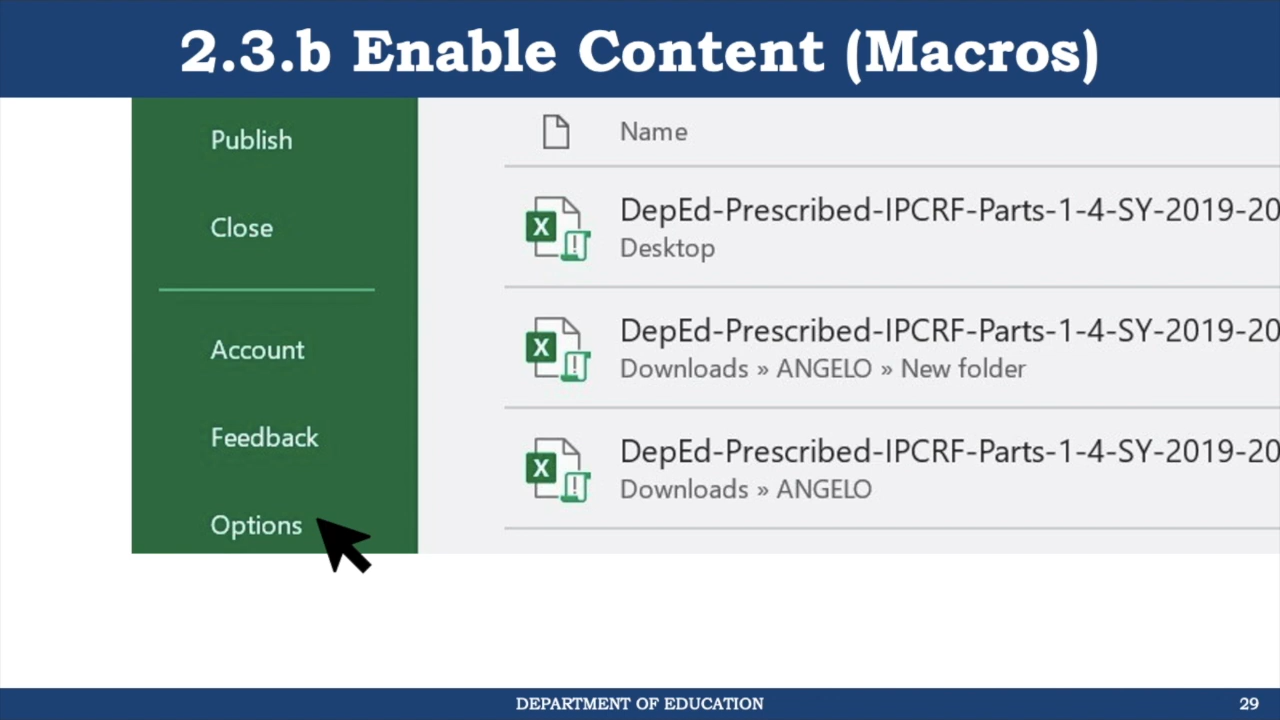 2.3.b Enable Content (Macros)
Publish
Close
Account
Feedback
Options
Name
DepEd-Prescribed-IPCRF-Parts-1-4-SY-2019-20
Desktop
DepEd-Prescribed-IPCRF-Parts-1-4-SY-2019-20
Downloads » ANGELO » New folder
DepEd-Prescribed-IPCRF-Parts-1-4-SY-2019-20
Downloads » ANGELO
DEPARTMENT OF EDUCATION
29